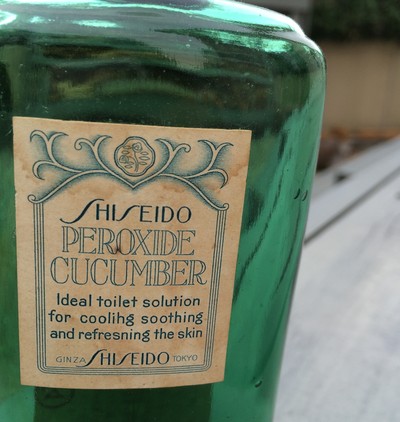 SHISEIDO
PEROXIDE
CUCUMBER
Ideal toilet solution
for coolihg soothing
and refresning the skin
GINZA SHISEIDO TOKYO